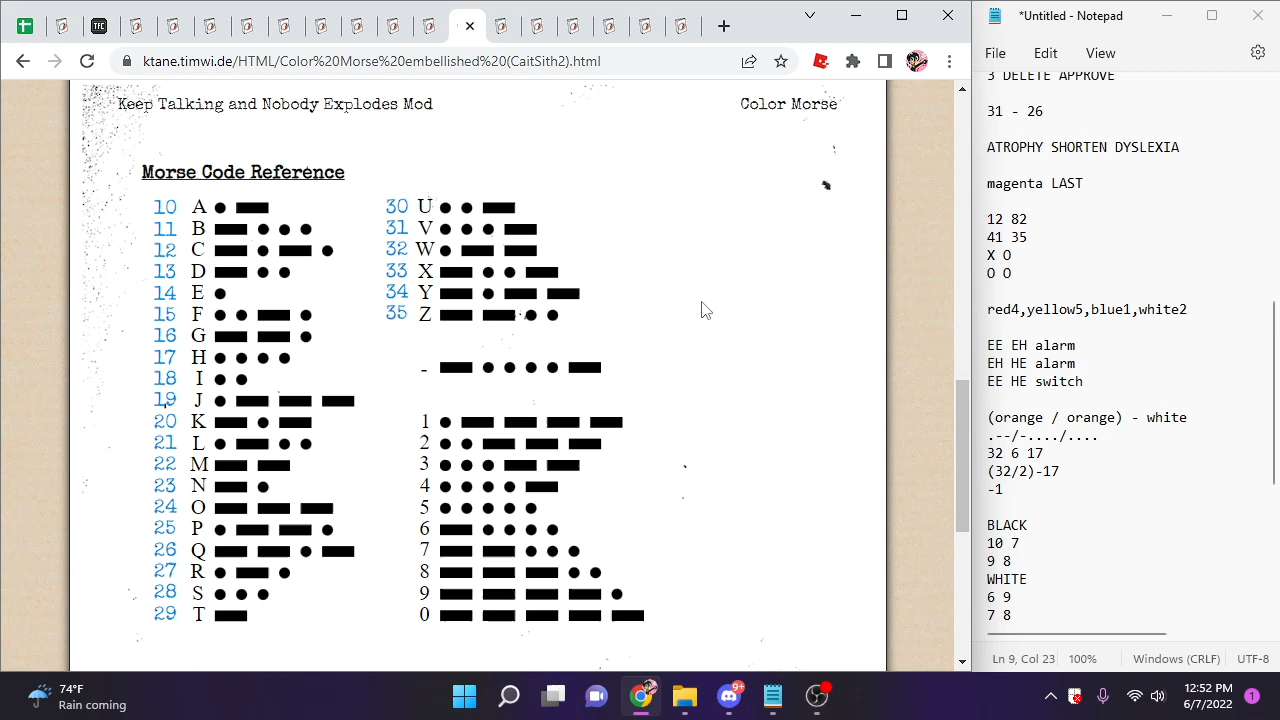 TFC
*Untitled - Notepad
ktane.timwi.de/HTML/Color%20Morse%20embellished%20(CaitSith2).html
File Edit View
Keep Talking and Nobody Explodes Mod Color Morse
Morse Code Reference
10 A
11 B
12 C
13 D
14 E
15 F
16 G
17 H
18 I
19 J
20 K
21 L
22 M
23 N
24 O
25 P
26 Q
27 R
28 S
29 T
30 U
31 V
32 W
33 X
34 Y
35 Z
-
1
2
3
4
5
6
7
8
9
0
3 DELETE APPROVE
31 - 26
ATROPHY SHORTEN DYSLEXIA
magenta LAST
12 82
41 35
X O
O O
red4,yellow5,blue1,white2
EE EH alarm
EH HE alarm
EE HE switch
(orange / orange) - white
.--/-..../....
32 6 17
(32/2)-17
-1
BLACK
10 7
9 8
WHITE
6 9
7 8
Ln 9, Col 23 100% Windows (CRLF) UTF-8
74°F
Rain coming
9+
12:52 PM
6/7/2022
1